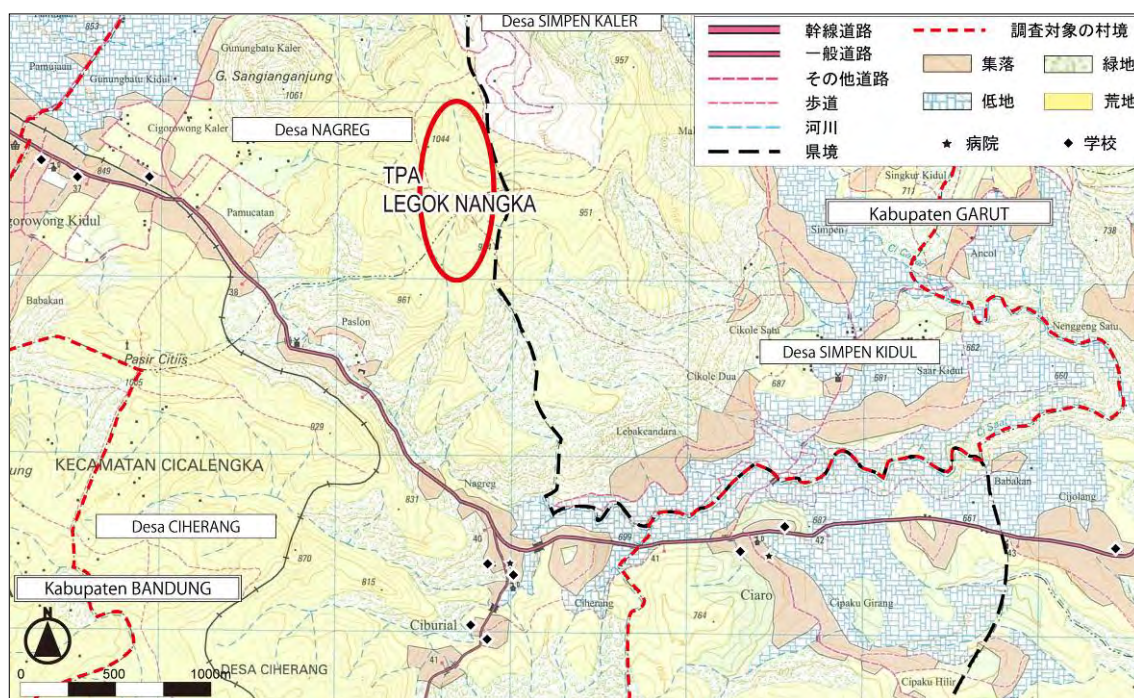 Desa SIMPEN KALER
幹線道路
一般道路
その他道路
歩道
河川
県境
調査対象の村境
集落
緑地
低地
荒地
病院
学校
853
Pamujaan
Gunungbatu Kaler
Gunungbatu Kidul
G. Sangianganjung
1061
957
Cigorowong Kaler
Desa NAGREG
1044
TPA
LEGOK NANGKA
849
37
Pamucatan
gorowong Kidul
951
Singkur Kidul
711
Kabupaten GARUT
Simpen
Ancol
738
Babakan
38
961
Paslon
Pasir Citiis
1005
Cikole Satu
Nenggeng Satu
Desa SIMPEN KIDUL
662
Saar Kidul
Cikole Dua
687
581
660
929
Lebakcandara
KECAMATAN CICALENGKA
831
Nagreg
Babakan
Cijolang
Desa CIHERANG
40
699
41
687
42
661
43
870
815
Kabupaten BANDUNG
Ciherang
764
Ciaro
Cipaku Girang
Ciburial
N
41
DESA CIHERANG
Cipaku Hilir
0 500 1000m